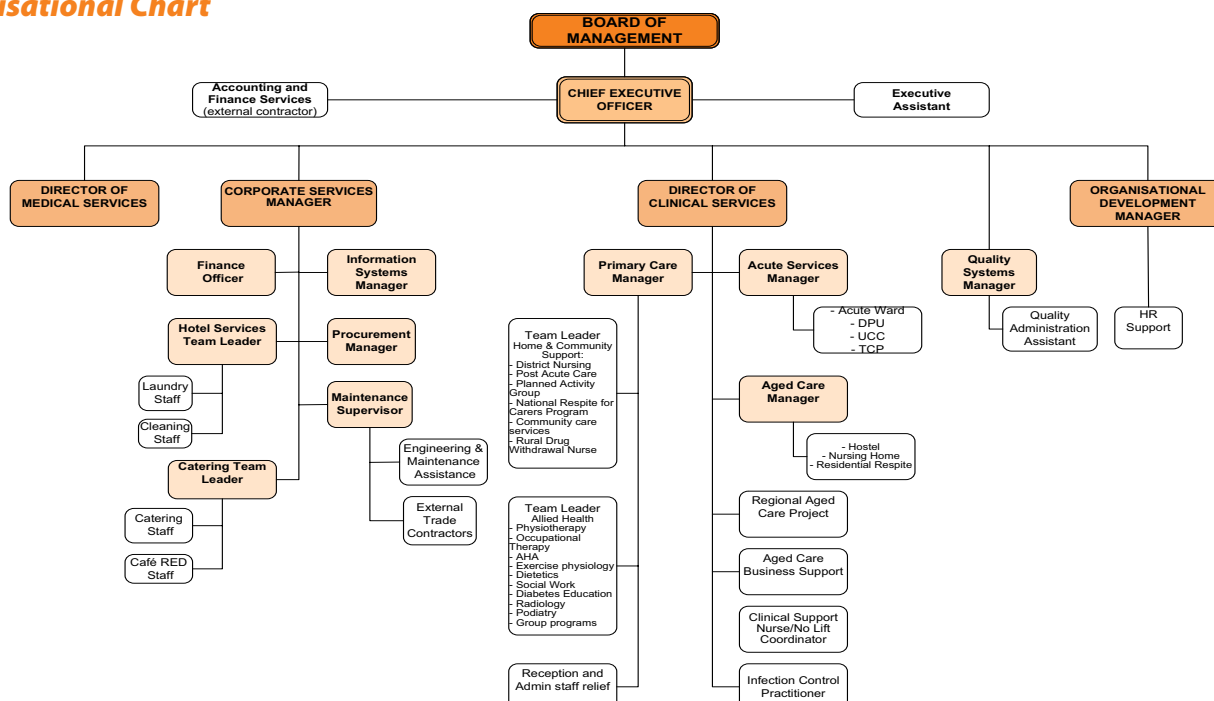 isational Chart
BOARD OF
MANAGEMENT
Accounting and
Finance Services
(external contractor)
CHIEF EXECUTIVE
OFFICER
Executive
Assistant
DIRECTOR OF
MEDICAL SERVICES
CORPORATE SERVICES
MANAGER
DIRECTOR OF
CLINICAL SERVICES
ORGANISATIONAL
DEVELOPMENT
MANAGER
Finance
Officer
Information
Systems
Manager
Primary Care
Manager
Acute Services
Manager
Quality
Systems
Manager
Hotel Services
Team Leader
Procurement
Manager
Team Leader
Home & Community
Support:
- District Nursing
- Post Acute Care
- Planned Activity
Group
- National Respite for
Carers Program
- Community care
services
- Rural Drug
Withdrawal Nurse
- Acute Ward
- DPU
- UCC
- TCP
Quality
Administration
Assistant
HR
Support
Laundry
Staff
Cleaning
Staff
Maintenance
Supervisor
Aged Care
Manager
Engineering &
Maintenance
Assistance
- Hostel
- Nursing Home
- Residential Respite
Catering Team
Leader
External
Trade
Contractors
Catering
Staff
Café RED
Staff
Team Leader
Allied Health
- Physiotherapy
- Occupational
Therapy
- AHA
- Exercise physiology
- Dietetics
- Social Work
- Diabetes Education
- Radiology
- Podiatry
- Group programs
Regional Aged
Care Project
Aged Care
Business Support
Clinical Support
Nurse/No Lift
Coordinator
Reception and
Admin staff relief
Infection Control
Practitioner